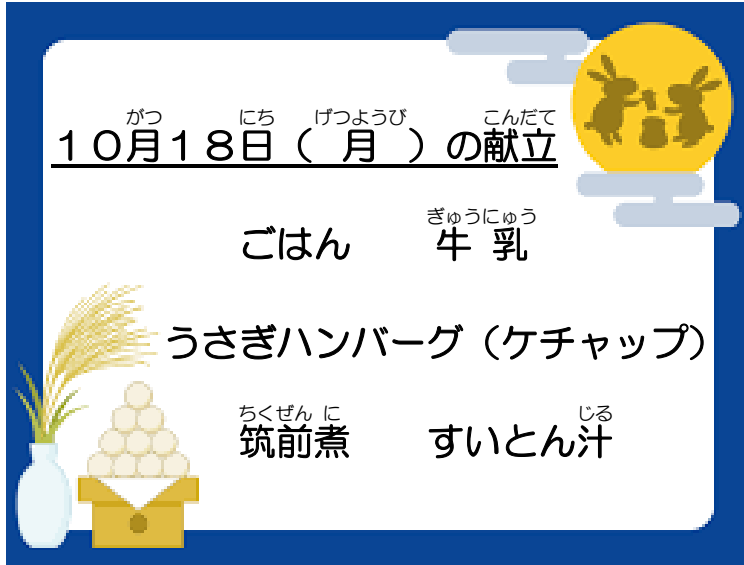 がつ にち げつようび こんだて
１０月１８日（ 月 ）の献立
ぎゅうにゅう
ごはん 牛 乳
うさぎハンバーグ（ケチャップ）
ちくぜん に じる
筑前煮 すいとん汁